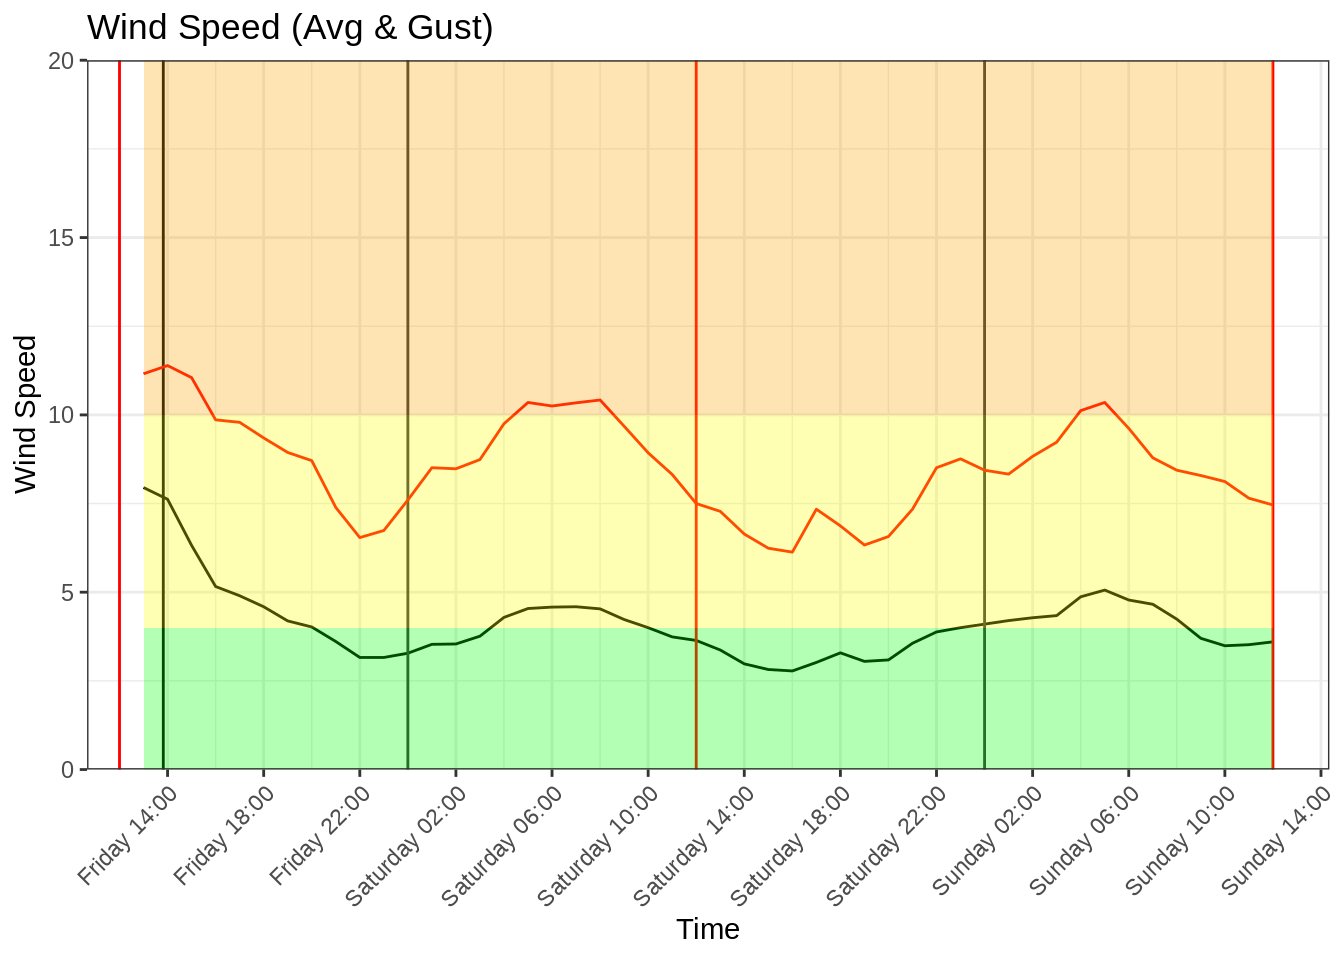 Wind Speed (Avg & Gust)
20
15
10
5
0
Wind Speed
Friday 14:00
Friday 18:00
Friday 22:00
Saturday 02:00
Saturday 06:00
Saturday 10:00
Saturday 14:00
Saturday 18:00
Saturday 22:00
Sunday 02:00
Sunday 06:00
Sunday 10:00
Sunday 14:00
Time